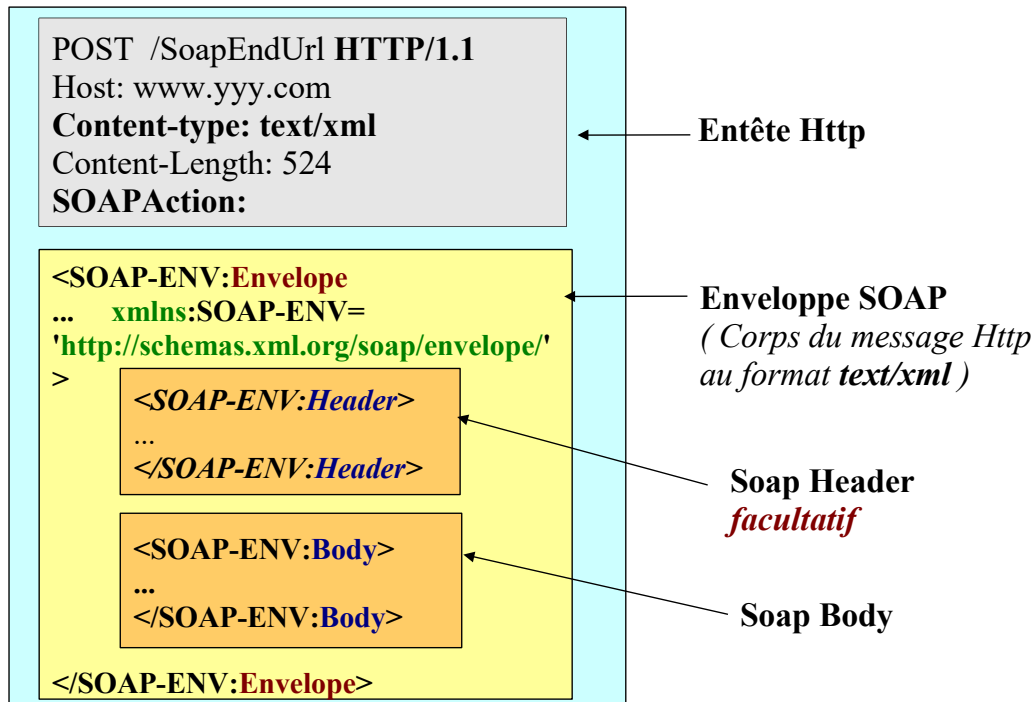 POST /SoapEndUrl HTTP/1.1
Host: www.yyy.com
Content-type: text/xml
Content-Length: 524
SOAPAction:
Entête Http
<SOAP-ENV:Envelope
... xmlns:SOAP-ENV=
'http://schemas.xml.org/soap/envelope/'
>
Enveloppe SOAP
( Corps du message Http
au format text/xml )
<SOAP-ENV:Header>
...
</SOAP-ENV:Header>
Soap Header
facultatif
<SOAP-ENV:Body>
...
</SOAP-ENV:Body>
Soap Body
</SOAP-ENV:Envelope>